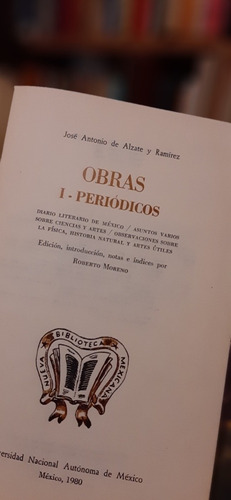 José Antonio de Alzate y Ramírez
OBRAS
I - PERIÓDICOS
DIARIO LITERARIO DE MÉXICO / ASUNTOS VARIOS
SOBRE CIENCIAS Y ARTES / OBSERVACIONES SOBRE
LA FÍSICA, HISTORIA NATURAL Y ARTES ÚTILES
Edición, introducción, notas e índices por
ROBERTO MORENO
NUEVA BIBLIOTECA MEXICANA
versidad Nacional Autónoma de México
México, 1980